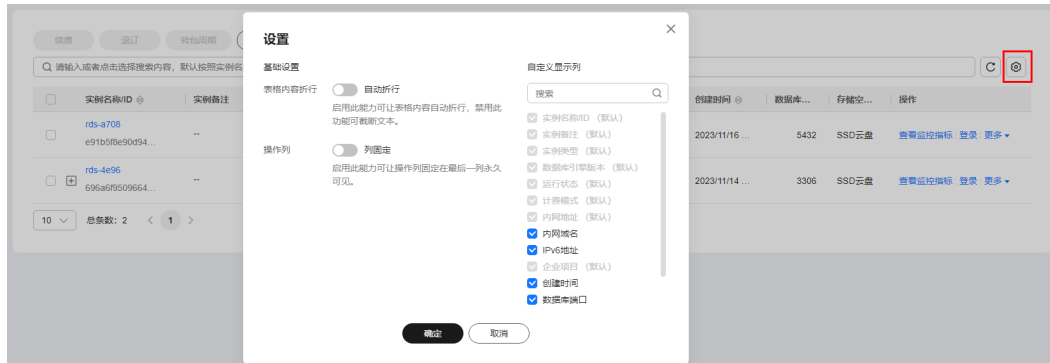 续费 退订 转包周期
请输入或者点击选择搜索内容，默认按照实例名
实例名称/ID 实例备注 创建时间 数据库... 存储空... 操作
rds-a708
e91b5f8e90d94... -- 2023/11/16 ... 5432 SSD云盘 查看监控指标 登录 更多
rds-4e96
696a6f9509664... -- 2023/11/14 ... 3306 SSD云盘 查看监控指标 登录 更多
10 总条数: 2 < 1 >
设置
基础设置
表格内容折行 自动折行
启用此能力可让表格内容自动折行，禁用此
功能可截断文本。
操作列 列固定
启用此能力可让操作列固定在最后一列永久
可见。
自定义显示列
搜索
实例名称/ID （默认）
实例备注 （默认）
实例类型 （默认）
数据库引擎版本 （默认）
运行状态 （默认）
计费模式 （默认）
内网地址 （默认）
内网域名
IPv6地址
企业项目 （默认）
创建时间
数据库端口
确定 取消